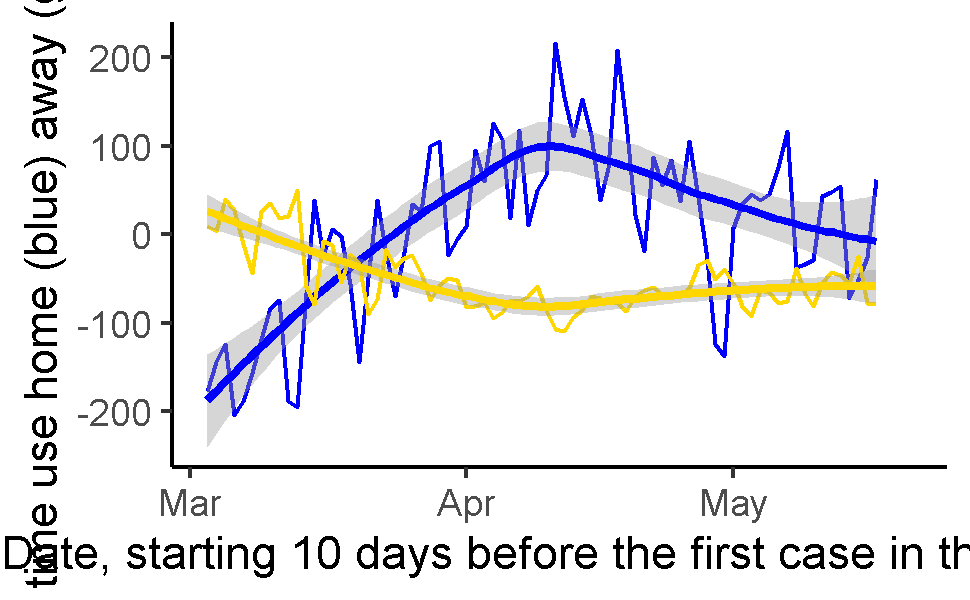 time use home (blue) away (
200
100
0
-100
-200
Mar Apr May
Date, starting 10 days before the first case in th